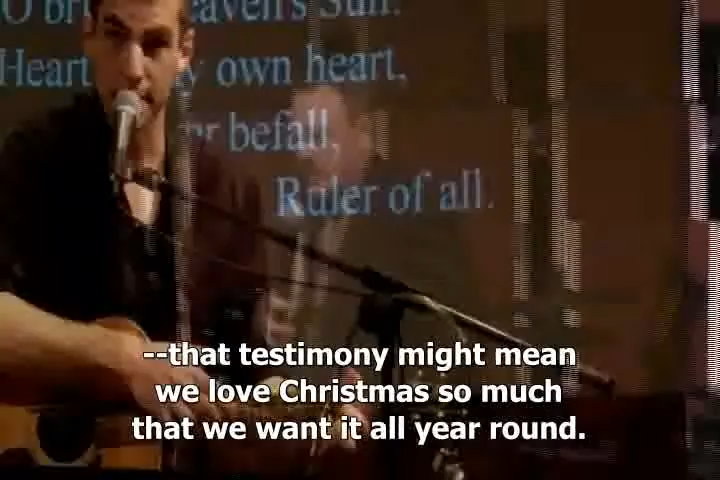 heaven's Sun.
Heart my own heart,
befall,
Ruler of all.
--that testimony might mean
we love Christmas so much
that we want it all year round.